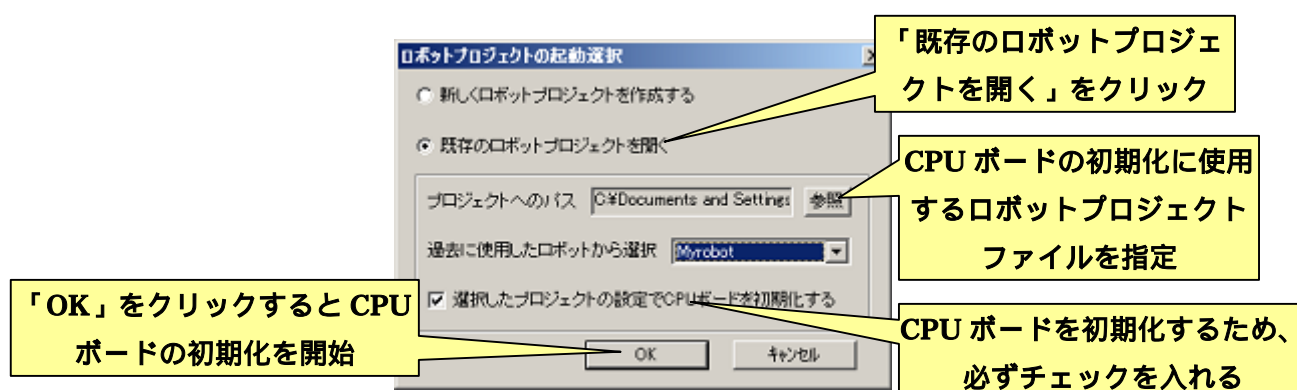 ロボットプロジェクトの起動選択
新しくロボットプロジェクトを作成する
既存のロボットプロジェクトを開く
プロジェクトへのパス C:¥Documents and Settings 参照
過去に使用したロボットから選択 Myrobot
選択したプロジェクトの設定でCPUボードを初期化する
OK キャンセル
「既存のロボットプロジェ
クトを開く」をクリック
CPU ボードの初期化に使用
するロボットプロジェクト
ファイルを指定
CPU ボードを初期化するため、
必ずチェックを入れる
「OK」をクリックすると CPU
ボードの初期化を開始